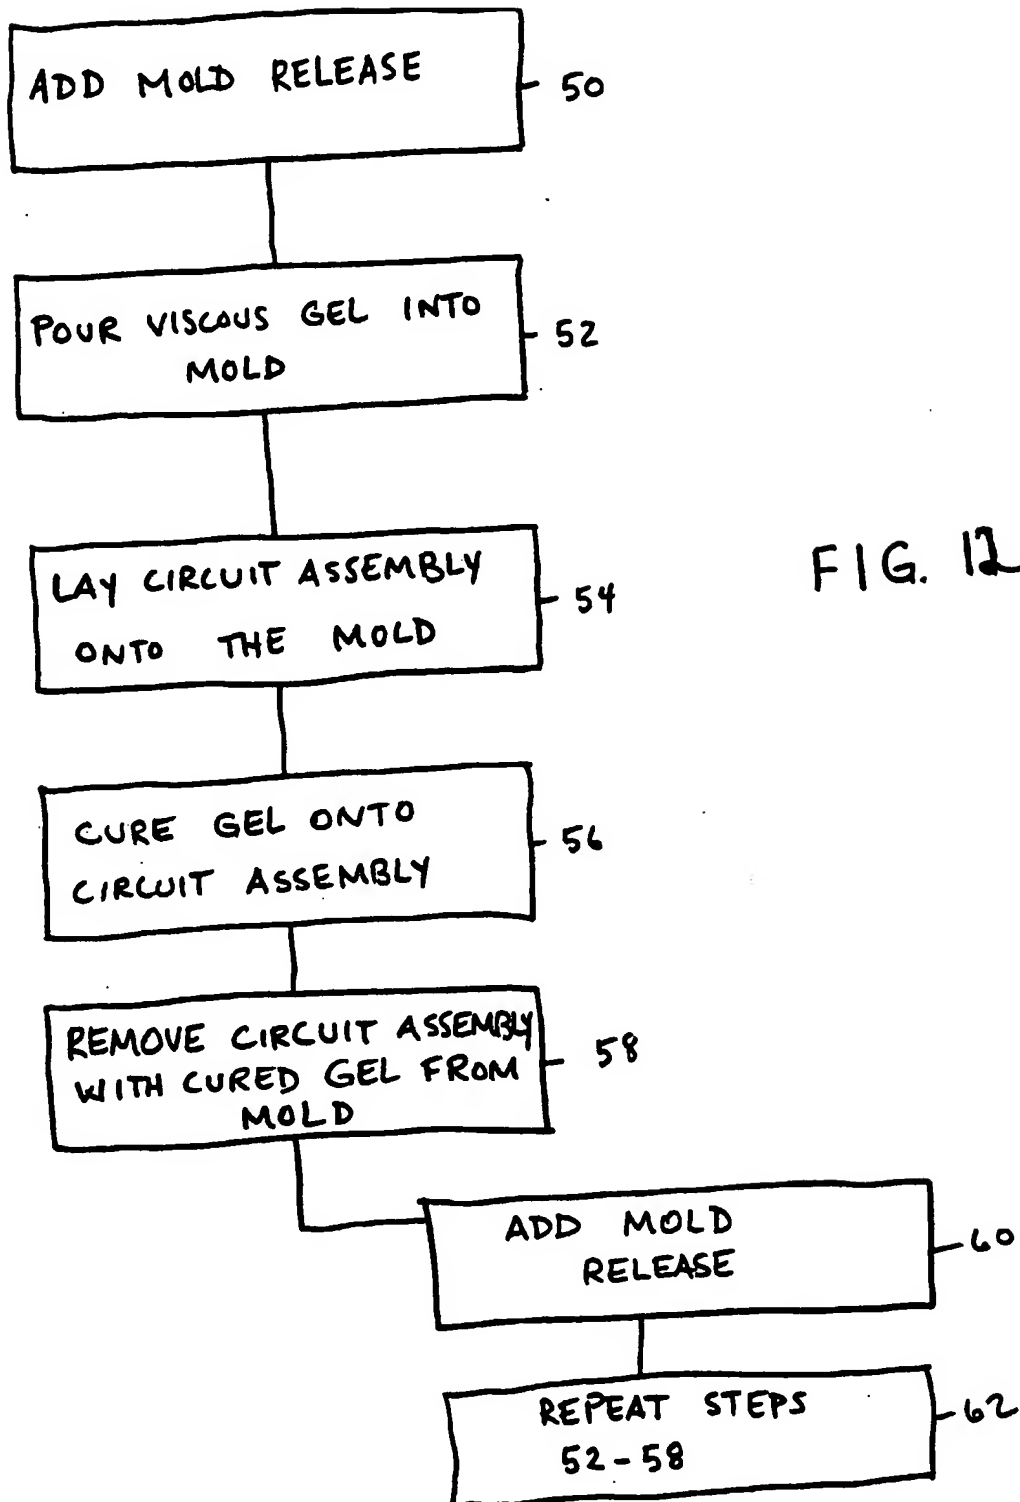 ADD MOLD RELEASE
50
POUR VISCOUS GEL INTO
MOLD
52
LAY CIRCUIT ASSEMBLY
ONTO THE MOLD
54
FIG. 12
CURE GEL ONTO
CIRCUIT ASSEMBLY
56
REMOVE CIRCUIT ASSEMBLY
WITH CURED GEL FROM
MOLD
58
ADD MOLD
RELEASE
60
REPEAT STEPS
52-58
62